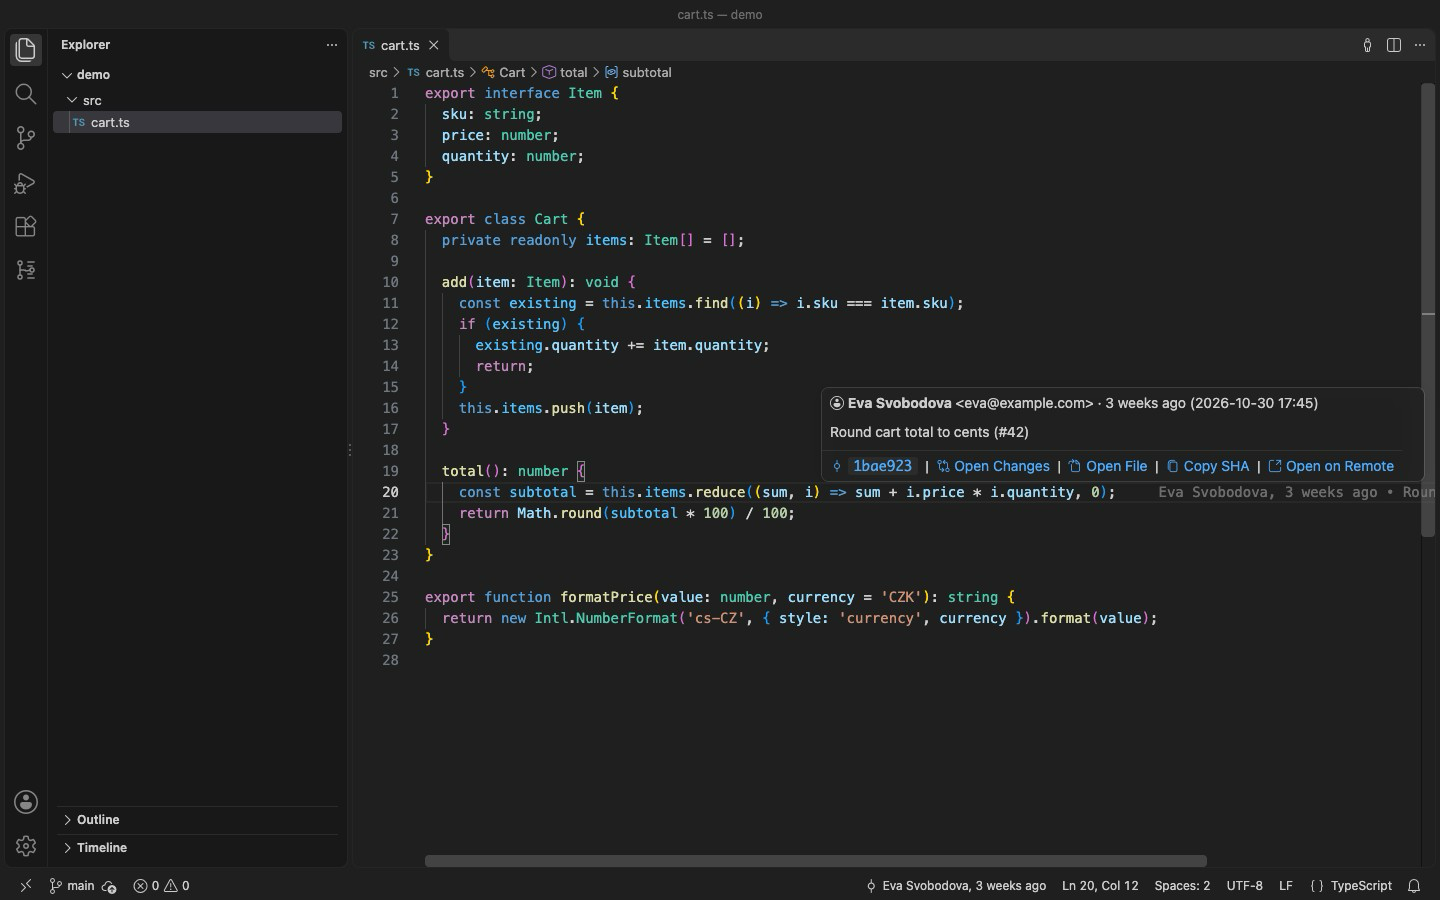 cart.ts — demo
Explorer
demo
src
TS cart.ts
Outline
Timeline
TS cart.ts
src > TS cart.ts > Cart > total > subtotal
1 export interface Item {
2 sku: string;
3 price: number;
4 quantity: number;
5 }
6
7 export class Cart {
8 private readonly items: Item[] = [];
9
10 add(item: Item): void {
11 const existing = this.items.find((i) => i.sku === item.sku);
12 if (existing) {
13 existing.quantity += item.quantity;
14 return;
15 }
16 this.items.push(item);
17 }
18
19 total(): number {
20 const subtotal = this.items.reduce((sum, i) => sum + i.price * i.quantity, 0); Eva Svobodova, 3 weeks ago • Roun
21 return Math.round(subtotal * 100) / 100;
22 }
23 }
24
25 export function formatPrice(value: number, currency = 'CZK'): string {
26 return new Intl.NumberFormat('cs-CZ', { style: 'currency', currency }).format(value);
27 }
28
Eva Svobodova <eva@example.com> · 3 weeks ago (2026-10-30 17:45)
Round cart total to cents (#42)
1bae923 | Open Changes | Open File | Copy SHA | Open on Remote
main 0 0
Eva Svobodova, 3 weeks ago Ln 20, Col 12 Spaces: 2 UTF-8 LF { } TypeScript